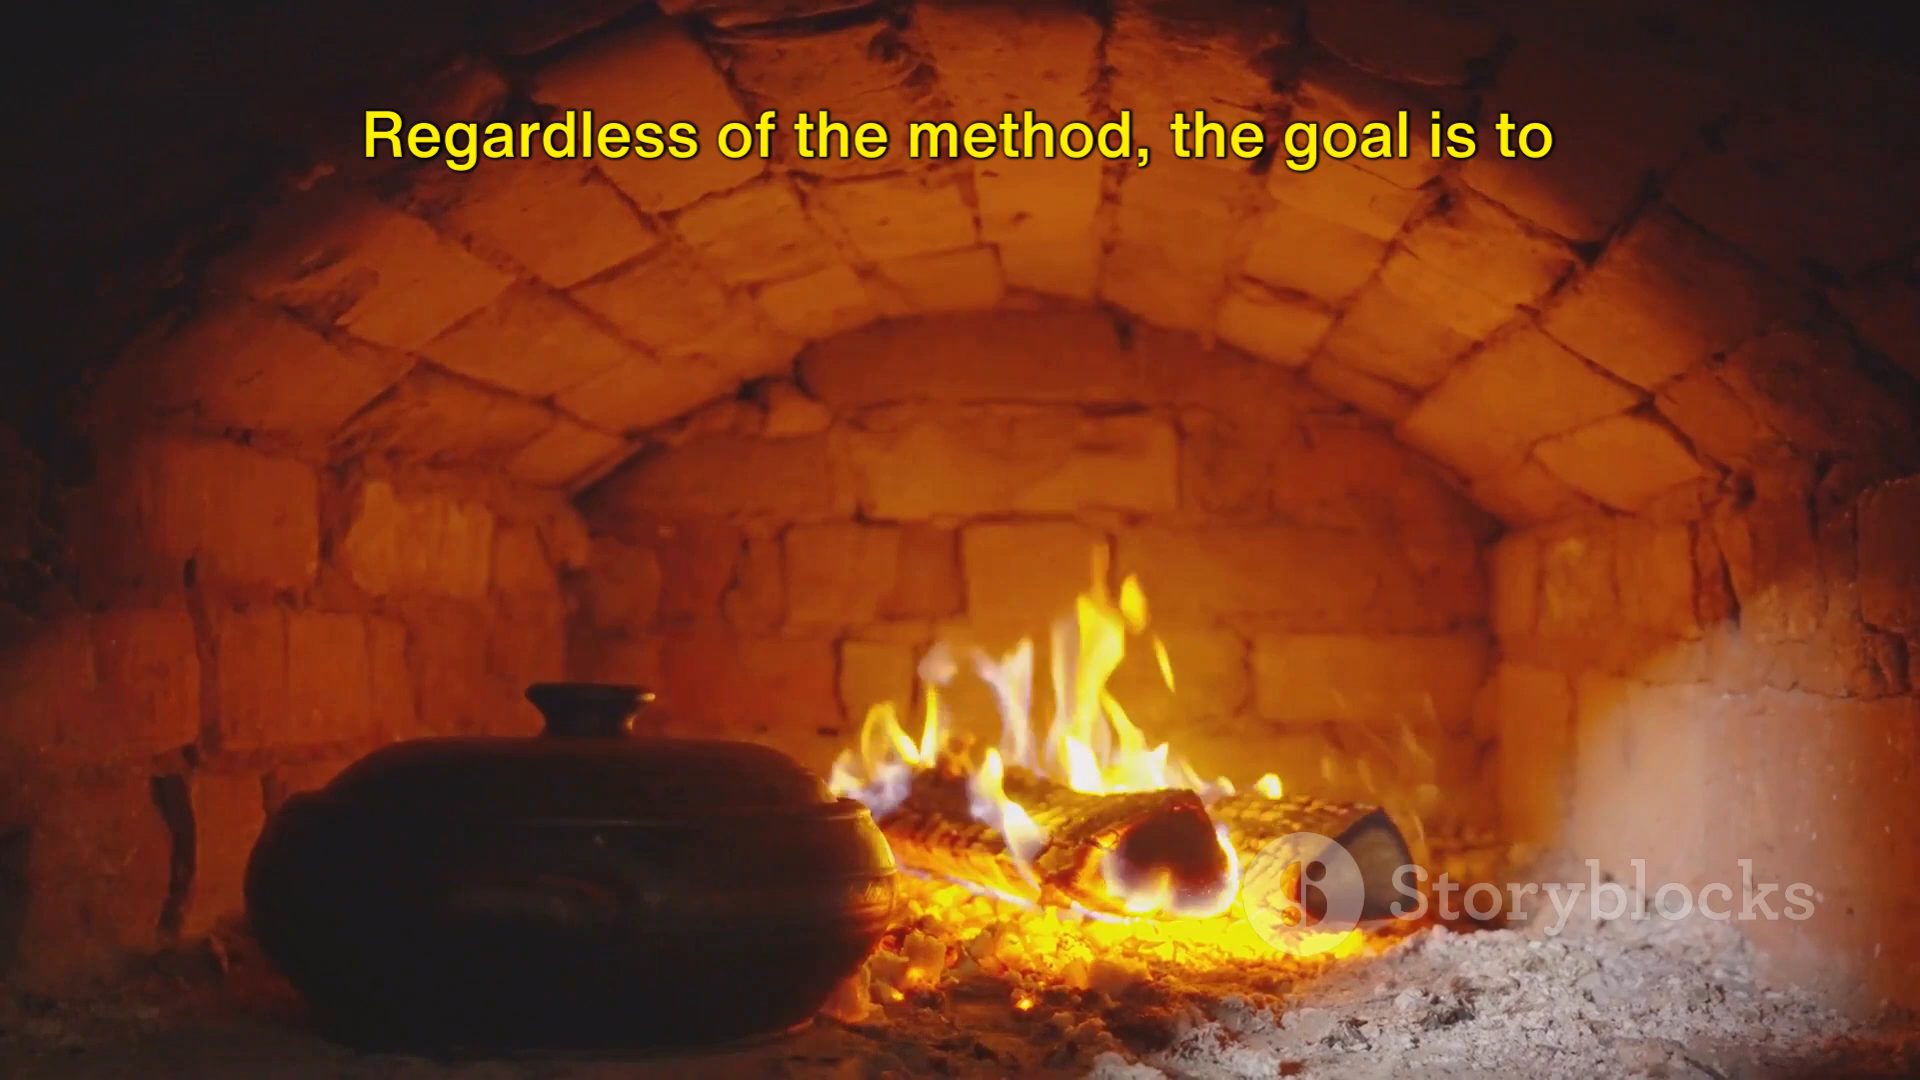 Regardless of the method, the goal is to
Storyblocks